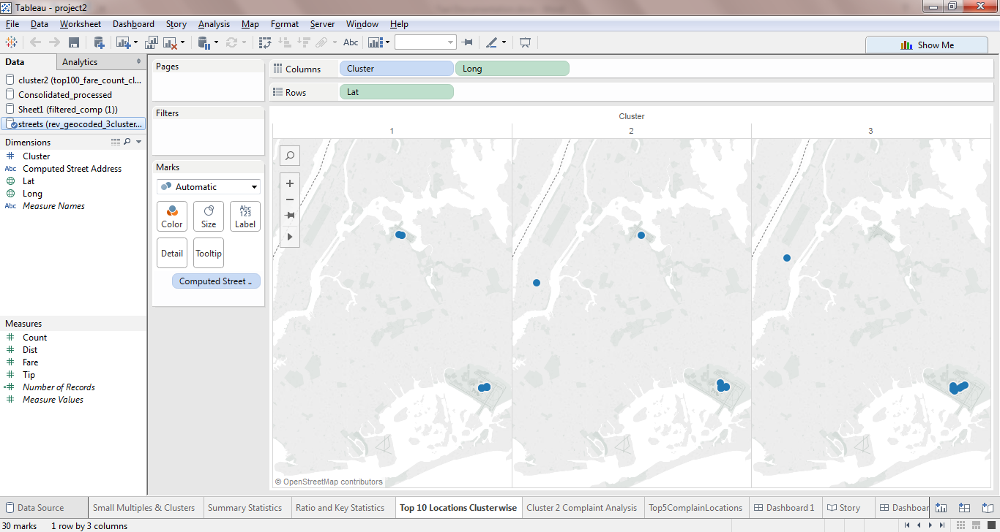 Tableau - project2
File Data Worksheet Dashboard Story Analysis Map Format Server Window Help
Abc
Show Me
Data Analytics
cluster2 (top100_fare_count_cl...
Consolidated_processed
Sheet1 (filtered_comp (1))
streets (rev_geocoded_3cluster...
Dimensions
Cluster
Abc Computed Street Address
Lat
Long
Abc Measure Names
Measures
Count
Dist
Fare
Tip
Number of Records
Measure Values
Pages
Filters
Marks
Automatic
Color Size Abc 123 Label
Detail Tooltip
Computed Street ..
Columns Cluster Long
Rows Lat
Cluster
1 2 3
© OpenStreetMap contributors
Data Source Small Multiples & Clusters Summary Statistics Ratio and Key Statistics Top 10 Locations Clusterwise Cluster 2 Complaint Analysis Top5ComplainLocations Dashboard 1 Story Dashboar
30 marks 1 row by 3 columns